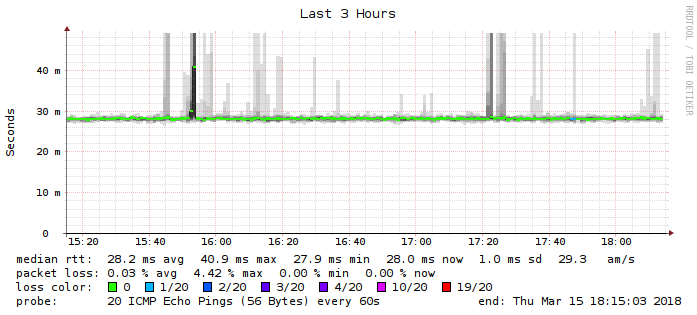 Last 3 Hours
RRDTOOL / TOBI OETIKER
Seconds
40 m
30 m
20 m
10 m
0
15:20 15:40 16:00 16:20 16:40 17:00 17:20 17:40 18:00
median rtt: 28.2 ms avg 40.9 ms max 27.9 ms min 28.0 ms now 1.0 ms sd 29.3 am/s
packet loss: 0.03 % avg 4.42 % max 0.00 % min 0.00 % now
loss color: 0 1/20 2/20 3/20 4/20 10/20 19/20
probe: 20 ICMP Echo Pings (56 Bytes) every 60s end: Thu Mar 15 18:15:03 2018